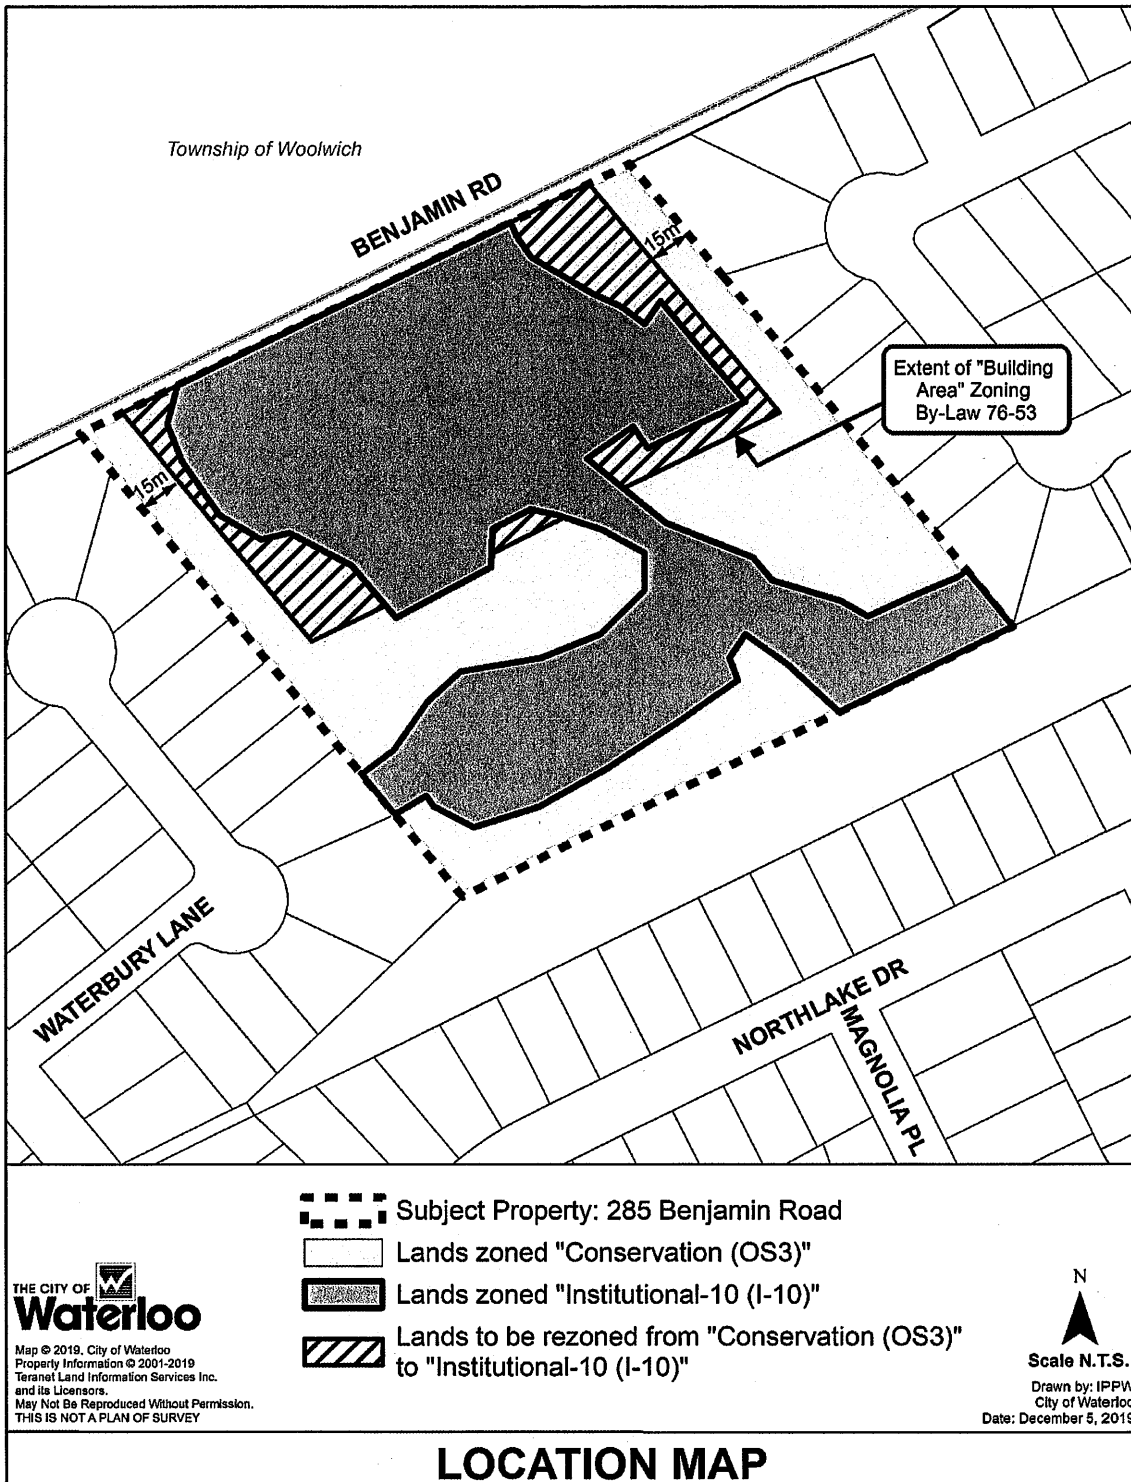 Township of Woolwich
BENJAMIN RD
15m
Extent of "Building
Area" Zoning
By-Law 76-53
15m
WATERBURY LANE
NORTHLAKE DR
MAGNOLIA PL
Subject Property: 285 Benjamin Road
Lands zoned "Conservation (OS3)"
Lands zoned "Institutional-10 (I-10)"
Lands to be rezoned from "Conservation (OS3)"
to "Institutional-10 (I-10)"
THE CITY OF
Waterloo
Map © 2019, City of Waterloo
Property Information © 2001-2019
Teranet Land Information Services Inc.
and its Licensors.
May Not Be Reproduced Without Permission.
THIS IS NOT A PLAN OF SURVEY
N
Scale N.T.S.
Drawn by: IPPW
City of Waterloo
Date: December 5, 2019
LOCATION MAP